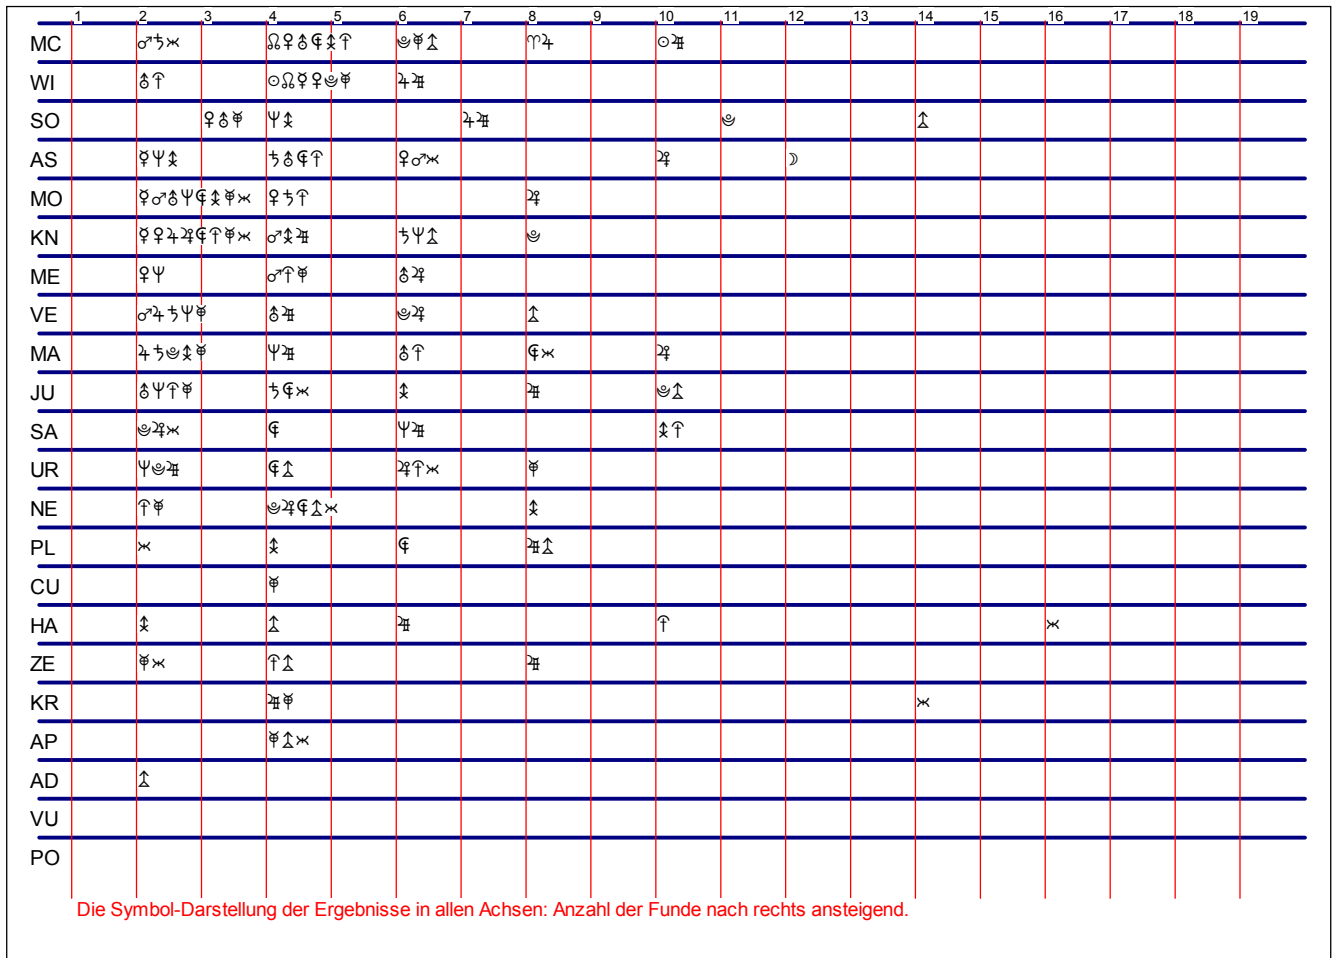 1 2 3 4 5 6 7 8 9 10 11 12 13 14 15 16 17 18 19
MC
WI
SO
AS
MO
KN
ME
VE
MA
JU
SA
UR
NE
PL
CU
HA
ZE
KR
AP
AD
VU
PO
Die Symbol-Darstellung der Ergebnisse in allen Achsen: Anzahl der Funde nach rechts ansteigend.